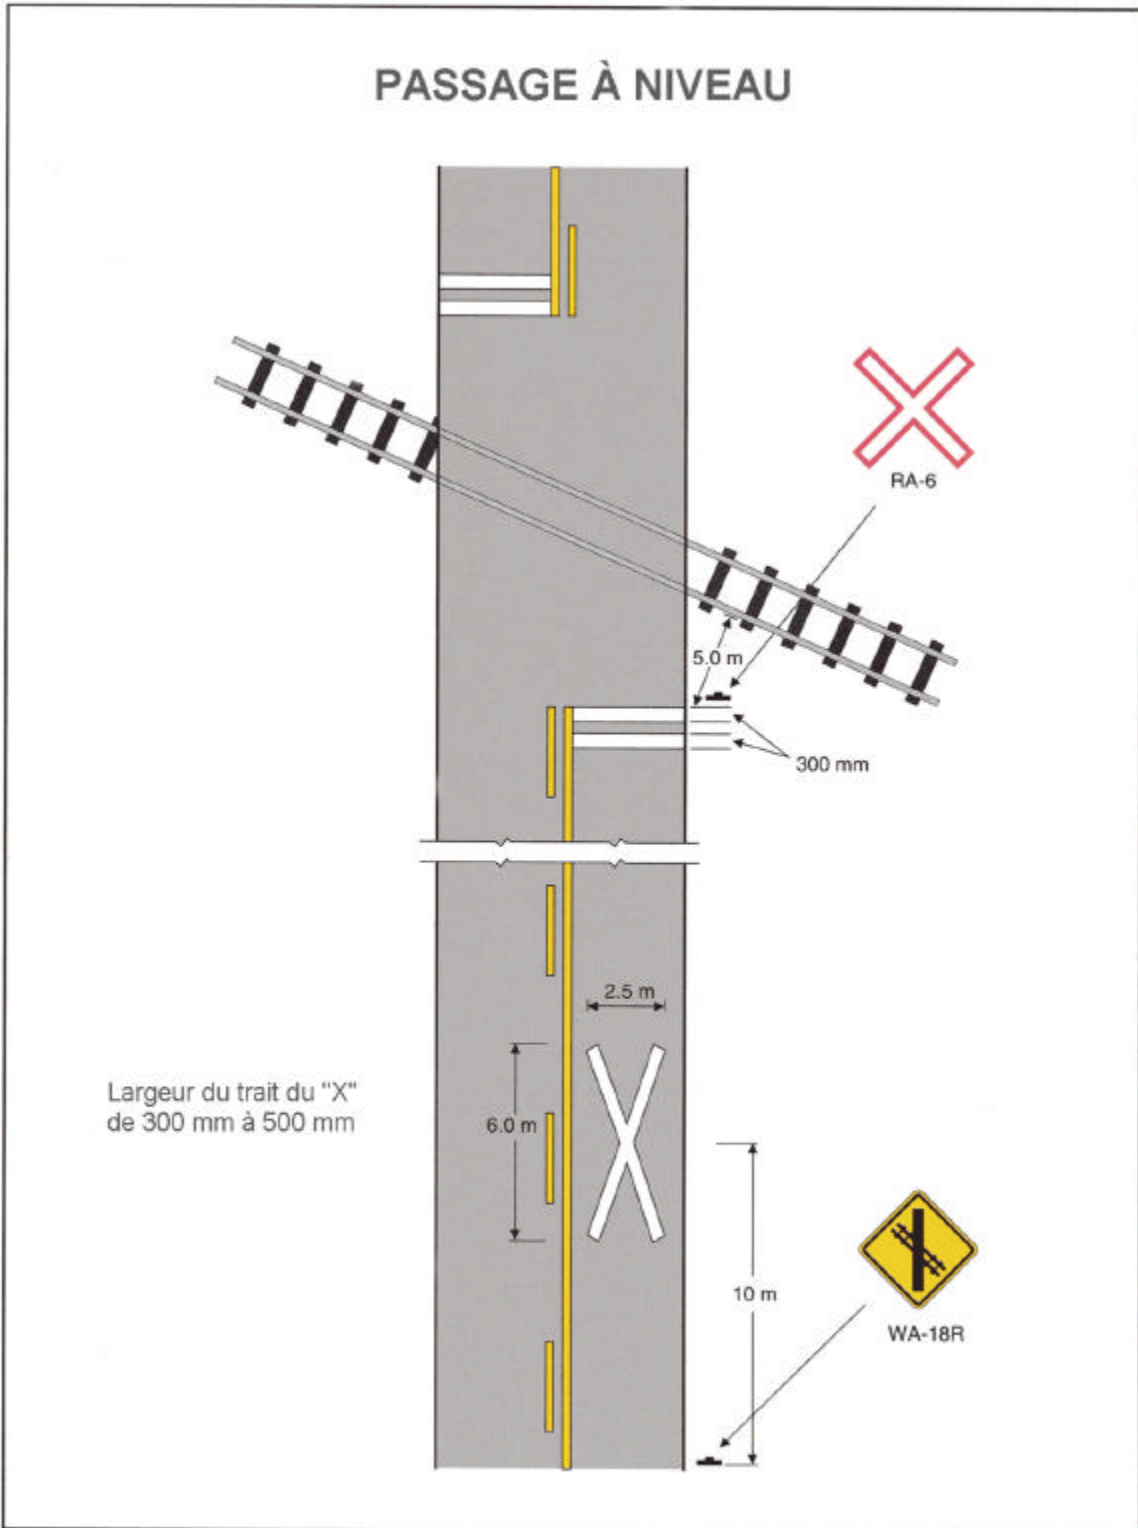 PASSAGE À NIVEAU
RA-6
5.0 m
300 mm
2.5 m
Largeur du trait du "X"
de 300 mm à 500 mm
6.0 m
10 m
WA-18R